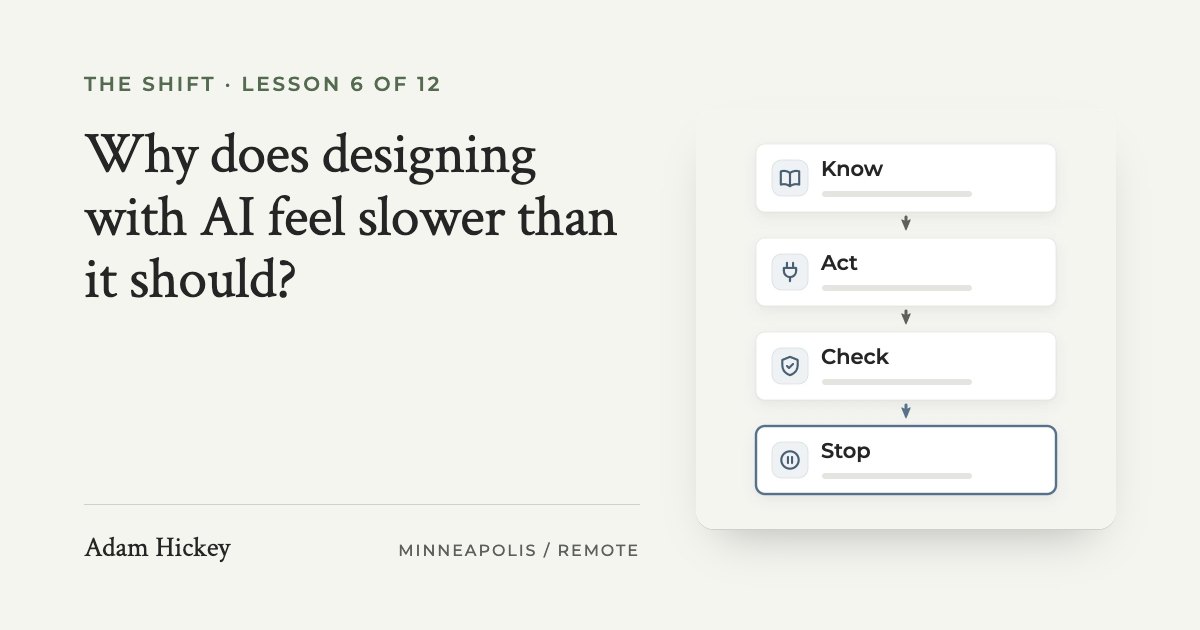 THE SHIFT · LESSON 6 OF 12
Why does designing
with AI feel slower than
it should?
Adam Hickey
MINNEAPOLIS / REMOTE
Know
Act
Check
Stop